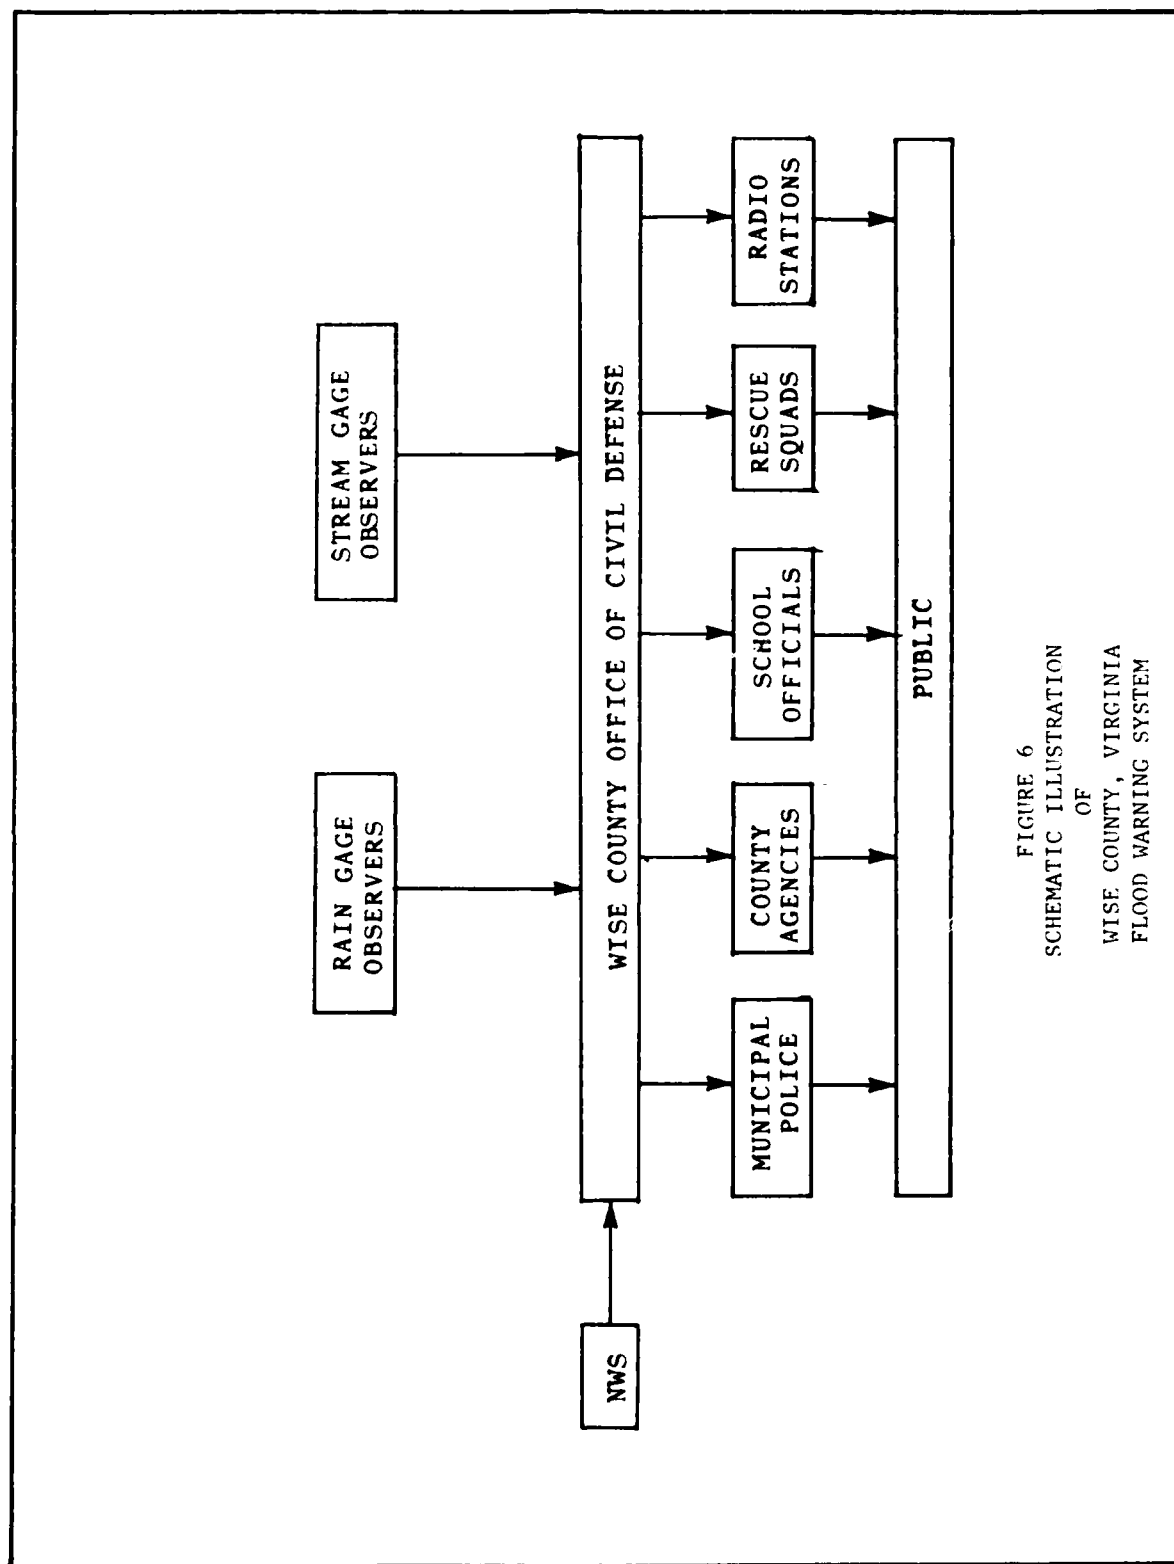 STREAM GAGE
OBSERVERS
RAIN GAGE
OBSERVERS
NWS
WISE COUNTY OFFICE OF CIVIL DEFENSE
MUNICIPAL
POLICE
COUNTY
AGENCIES
SCHOOL
OFFICIALS
RESCUE
SQUADS
RADIO
STATIONS
PUBLIC
FIGURE 6
SCHEMATIC ILLUSTRATION
OF
WISE COUNTY, VIRGINIA
FLOOD WARNING SYSTEM